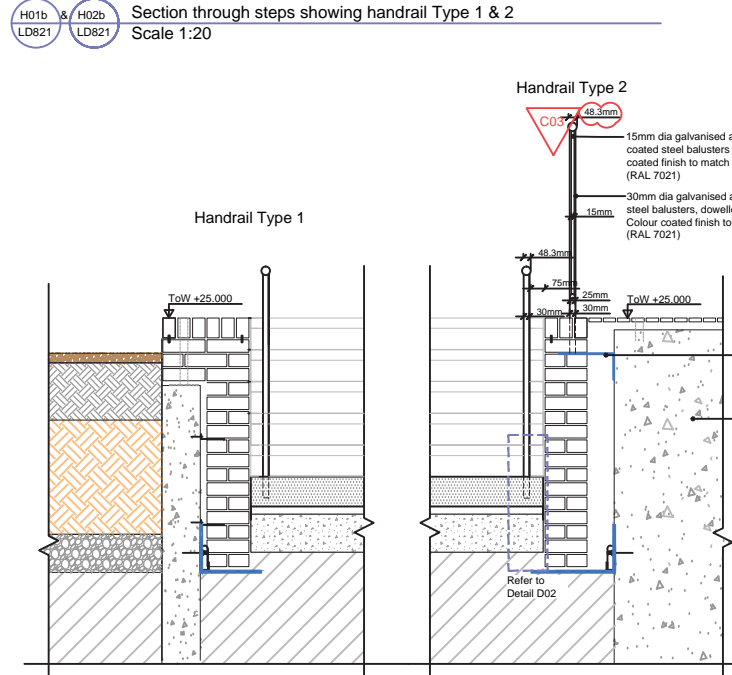 H01b & H02b Section through steps showing handrail Type 1 & 2
LD821 LD821 Scale 1:20
Handrail Type 2
C03
48.3mm
15mm dia galvanised a
coated steel balusters
coated finish to match
(RAL 7021)
30mm dia galvanised a
steel balusters, dowelle
Colour coated finish to
(RAL 7021)
15mm
Handrail Type 1
48.3mm
75mm
25mm
30mm
30mm
ToW +25.000
ToW +25.000
Refer to
Detail D02